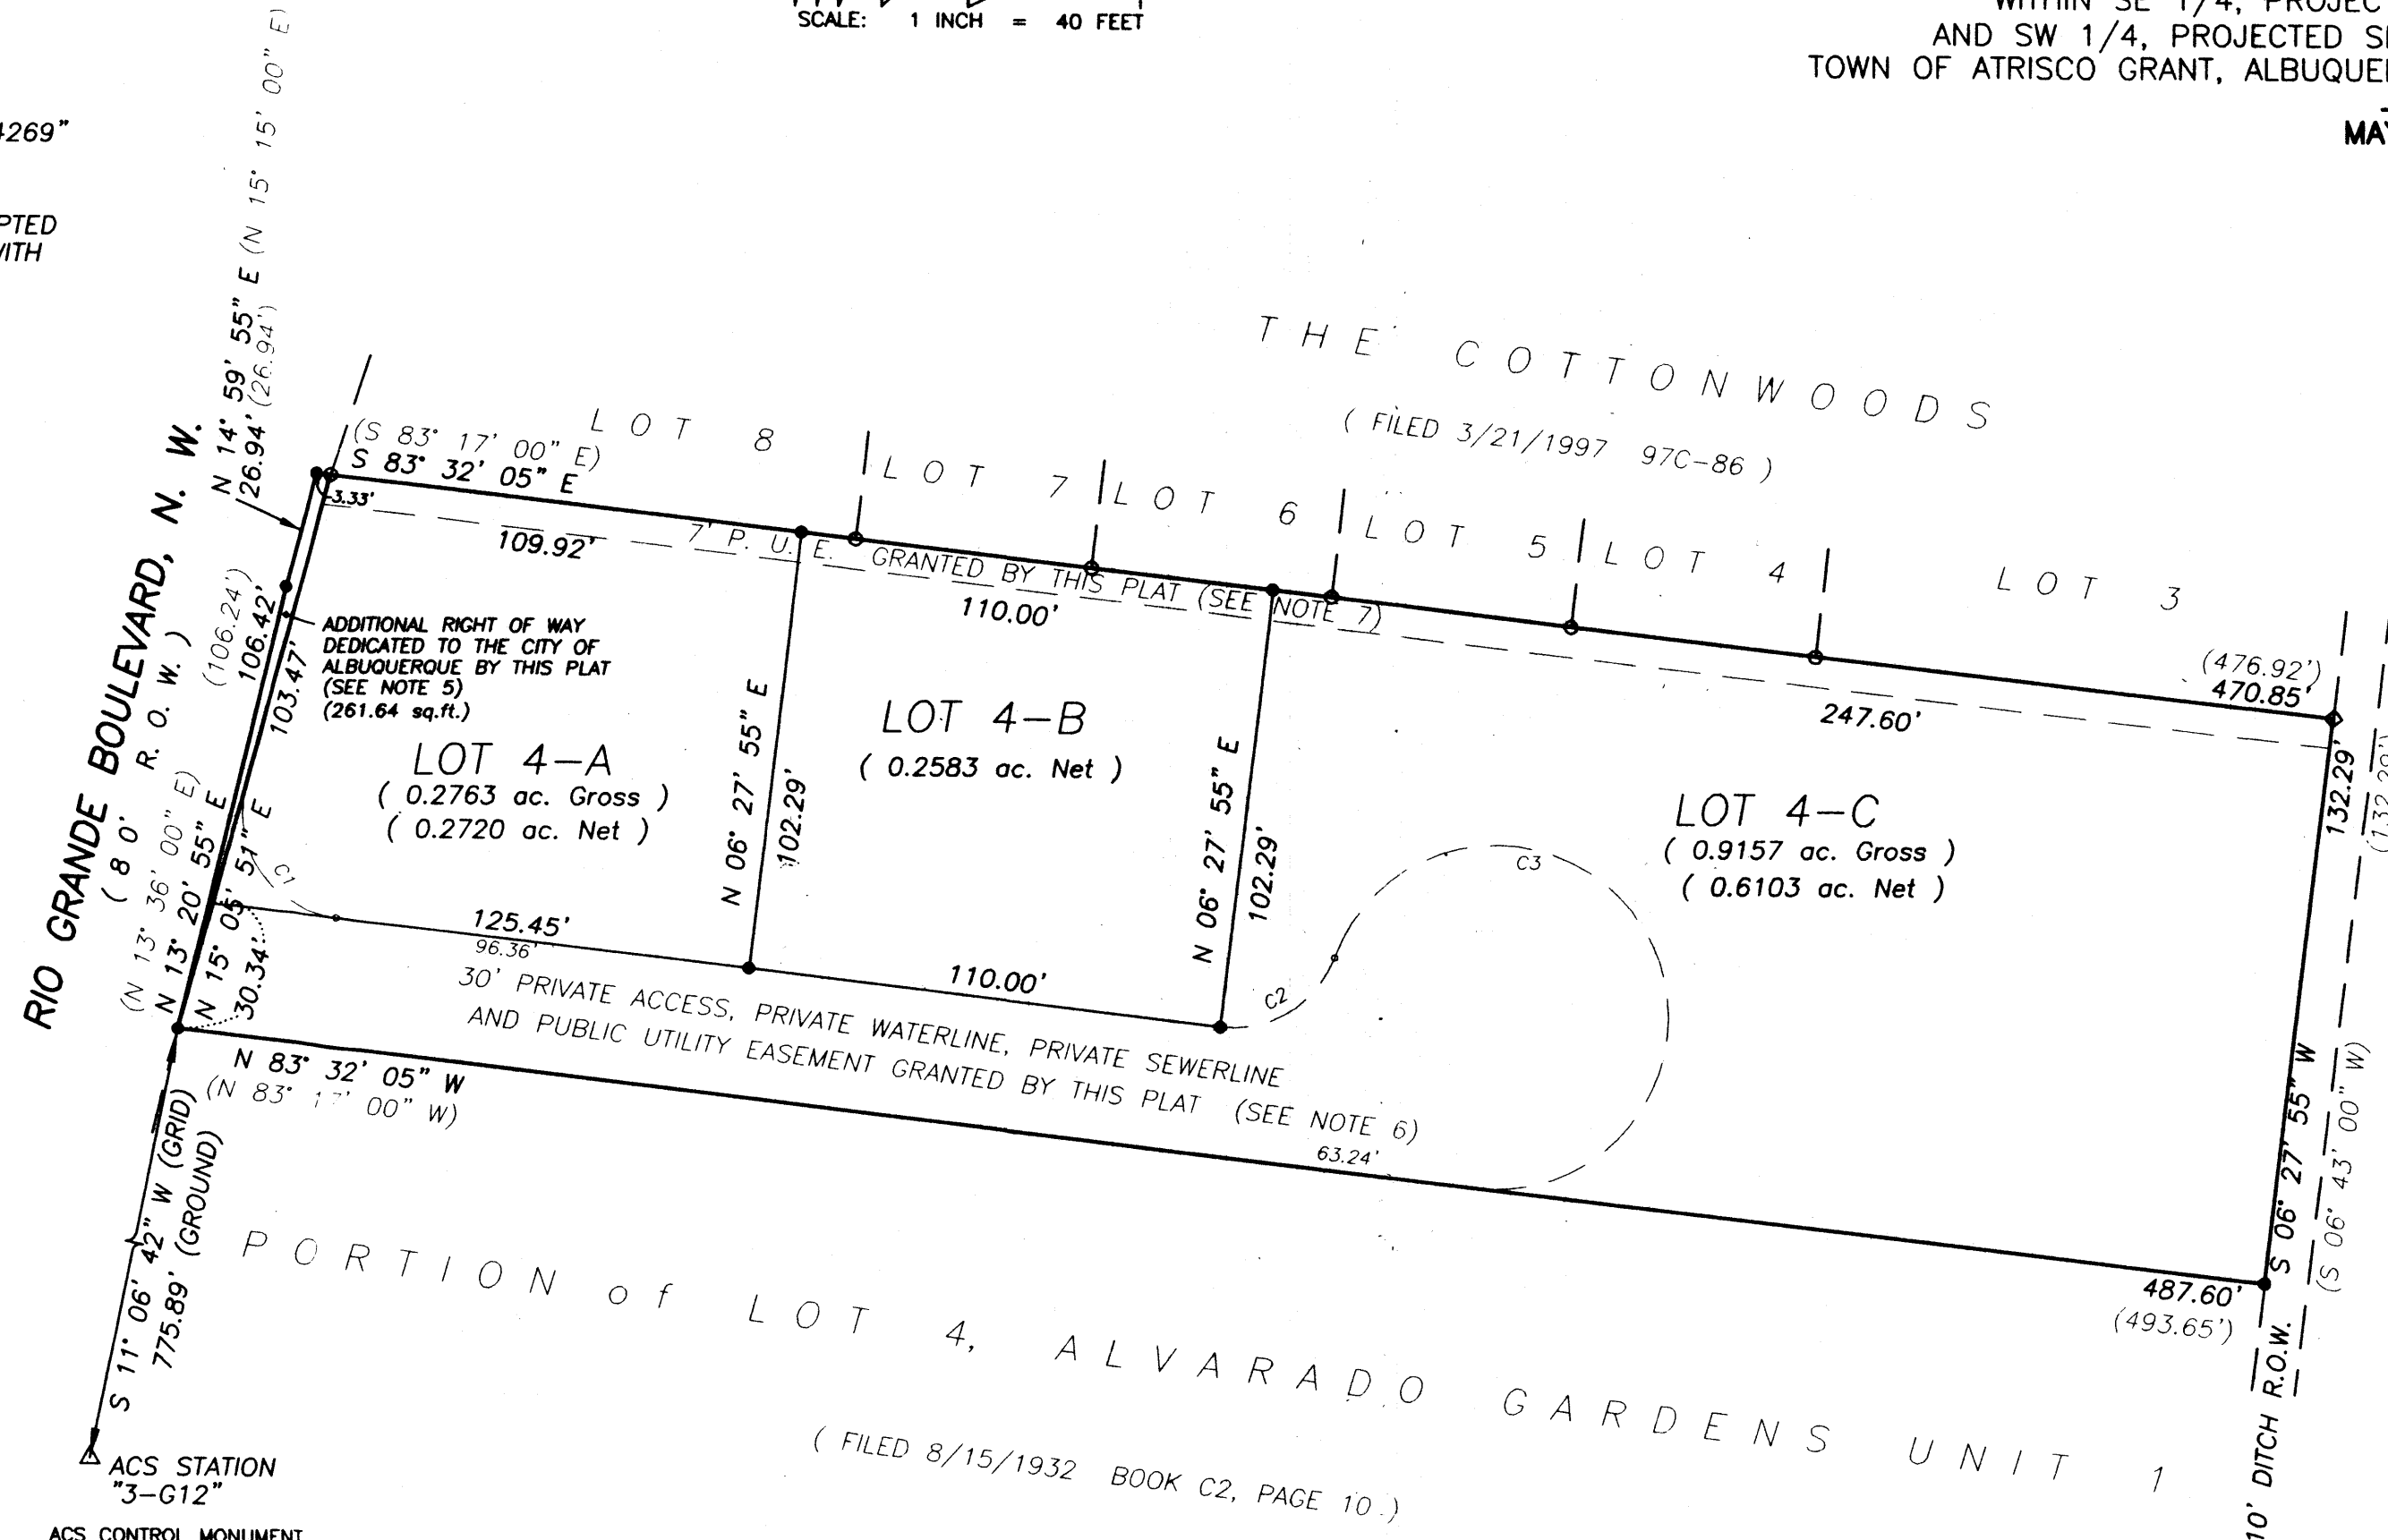 SCALE: 1 INCH = 40 FEET
AND SW 1/4, PROJECTED
TOWN OF ATRISCO GRANT,
4269"
WITH
N 14° 59' 55" E (N 15° 15' 00" E)
26.94' (26.94')
RIO GRANDE BOULEVARD, N. W.
( 80' R. O. W. )
(106.24')
106.42'
103.47'
(N 13° 36' 00" E)
N 13° 20' 55" E
N 15° 05' 51" E
30.34'
C1
THE COTTONWOODS
( FILED 3/21/1997 97C-86 )
LOT 8
LOT 7
LOT 6
LOT 5
LOT 4
LOT 3
(S 83° 17' 00" E)
S 83° 32' 05" E
3.33'
109.92'
7' P. U. E. GRANTED BY THIS PLAT (SEE NOTE 7)
110.00'
(476.92')
470.85'
247.60'
ADDITIONAL RIGHT OF WAY
DEDICATED TO THE CITY OF
ALBUQUERQUE BY THIS PLAT
(SEE NOTE 5)
(261.64 sq.ft.)
LOT 4-A
( 0.2763 ac. Gross )
( 0.2720 ac. Net )
N 06° 27' 55" E
102.29'
LOT 4-B
( 0.2583 ac. Net )
N 06° 27' 55" E
102.29'
LOT 4-C
( 0.9157 ac. Gross )
( 0.6103 ac. Net )
C3
C2
132.29'
S 06° 27' 55" W
(S 06° 43' 00" W)
125.45'
96.36'
110.00'
30' PRIVATE ACCESS, PRIVATE WATERLINE, PRIVATE SEWERLINE
AND PUBLIC UTILITY EASEMENT GRANTED BY THIS PLAT (SEE NOTE 6)
63.24'
N 83° 32' 05" W
(N 83° 00" W)
487.60'
(493.65')
10' DITCH R.O.W.
S 11° 06' 42" W (GRID)
775.89' (GROUND)
PORTION of LOT 4, ALVARADO GARDENS UNIT 1
( FILED 8/15/1932 BOOK C2, PAGE 10 )
ACS STATION
"3-G12"
ACS CONTROL MONUMENT